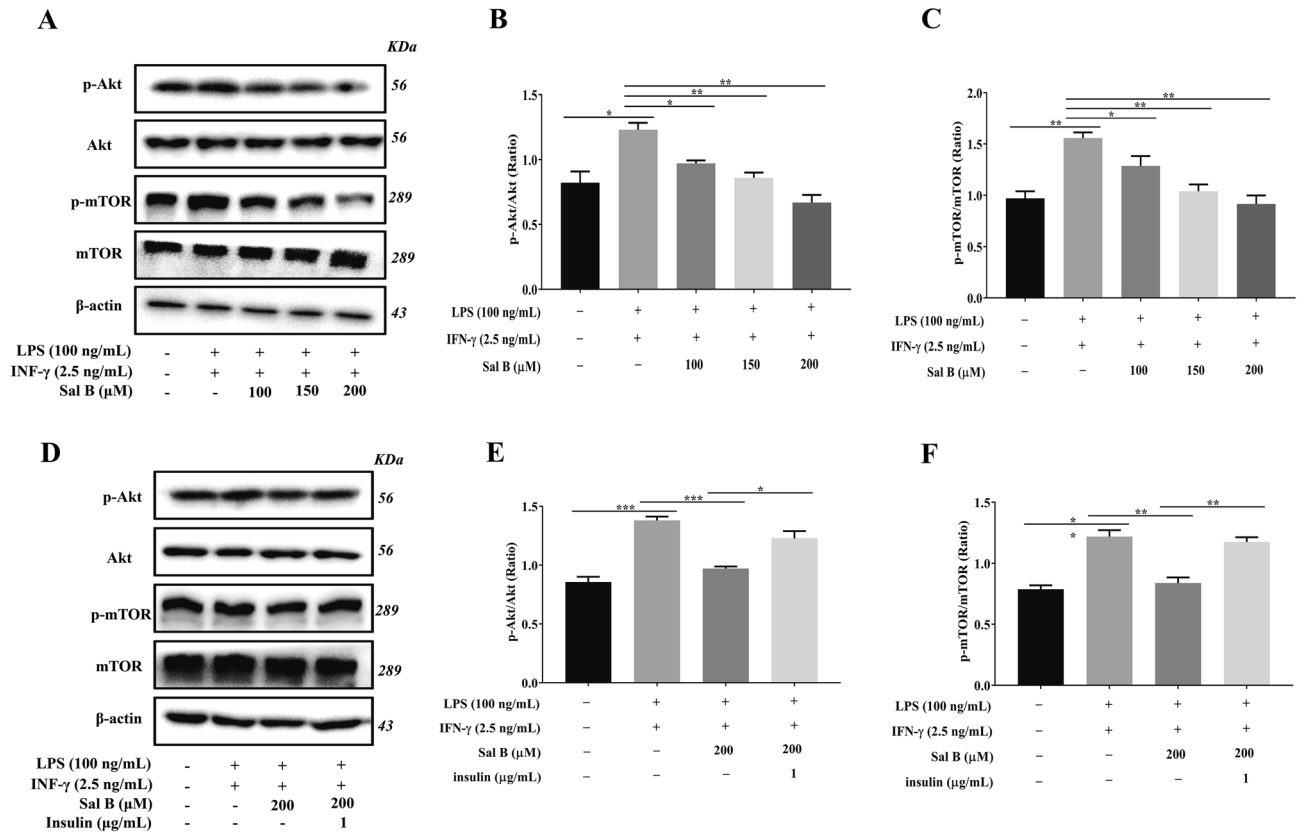 A
KDa
p-Akt 56
Akt 56
p-mTOR 289
mTOR 289
β-actin 43
LPS (100 ng/mL) - + + + +
INF-γ (2.5 ng/mL) - + + + +
Sal B (μM) - - 100 150 200
B
p-Akt/Akt (Ratio)
1.5
1.0
0.5
0.0
* * ** **
LPS (100 ng/mL) – + + + +
IFN-γ (2.5 ng/mL) – + + + +
Sal B (μM) – – 100 150 200
C
p-mTOR/mTOR (Ratio)
2.0
1.5
1.0
0.5
0.0
** * ** **
LPS (100 ng/mL) – + + + +
IFN-γ (2.5 ng/mL) – + + + +
Sal B (μM) – – 100 150 200
D
KDa
p-Akt 56
Akt 56
p-mTOR 289
mTOR 289
β-actin 43
LPS (100 ng/mL) - + + +
INF-γ (2.5 ng/mL) - + + +
Sal B (μM) - - 200 200
Insulin (μg/mL) - - - 1
E
p-Akt/Akt (Ratio)
1.5
1.0
0.5
0.0
*** *** *
LPS (100 ng/mL) – + + +
IFN-γ (2.5 ng/mL) – + + +
Sal B (μM) – – 200 200
insulin (μg/mL) – – – 1
F
p-mTOR/mTOR (Ratio)
1.5
1.0
0.5
0.0
* * ** **
LPS (100 ng/mL) – + + +
IFN-γ (2.5 ng/mL) – + + +
Sal B (μM) – – 200 200
insulin (μg/mL) – – – 1